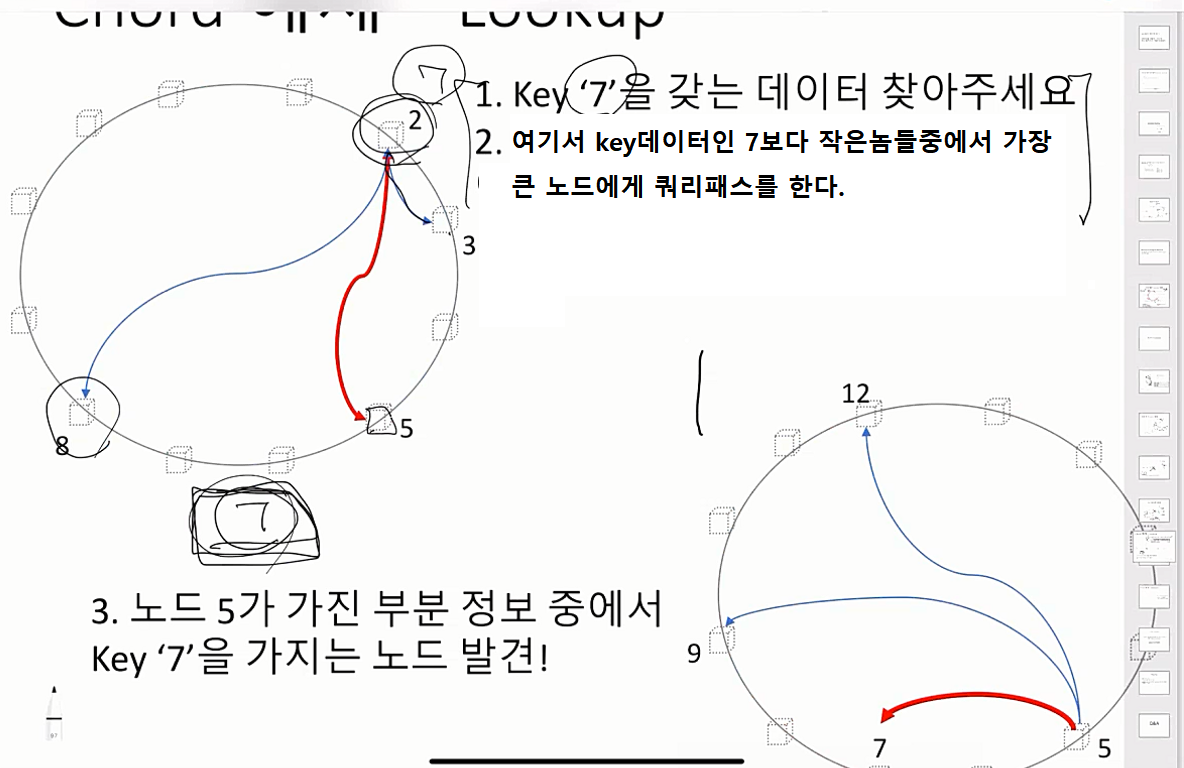 Chord 예제 Lookup
7
1. Key ‘7’을 갖는 데이터 찾아주세요
2. 여기서 key데이터인 7보다 작은놈들중에서 가장
큰 노드에게 쿼리패스를 한다.
2
3
5
8
7
12
3. 노드 5가 가진 부분 정보 중에서
Key ‘7’을 가지는 노드 발견!
9
7
5
97
Q&A